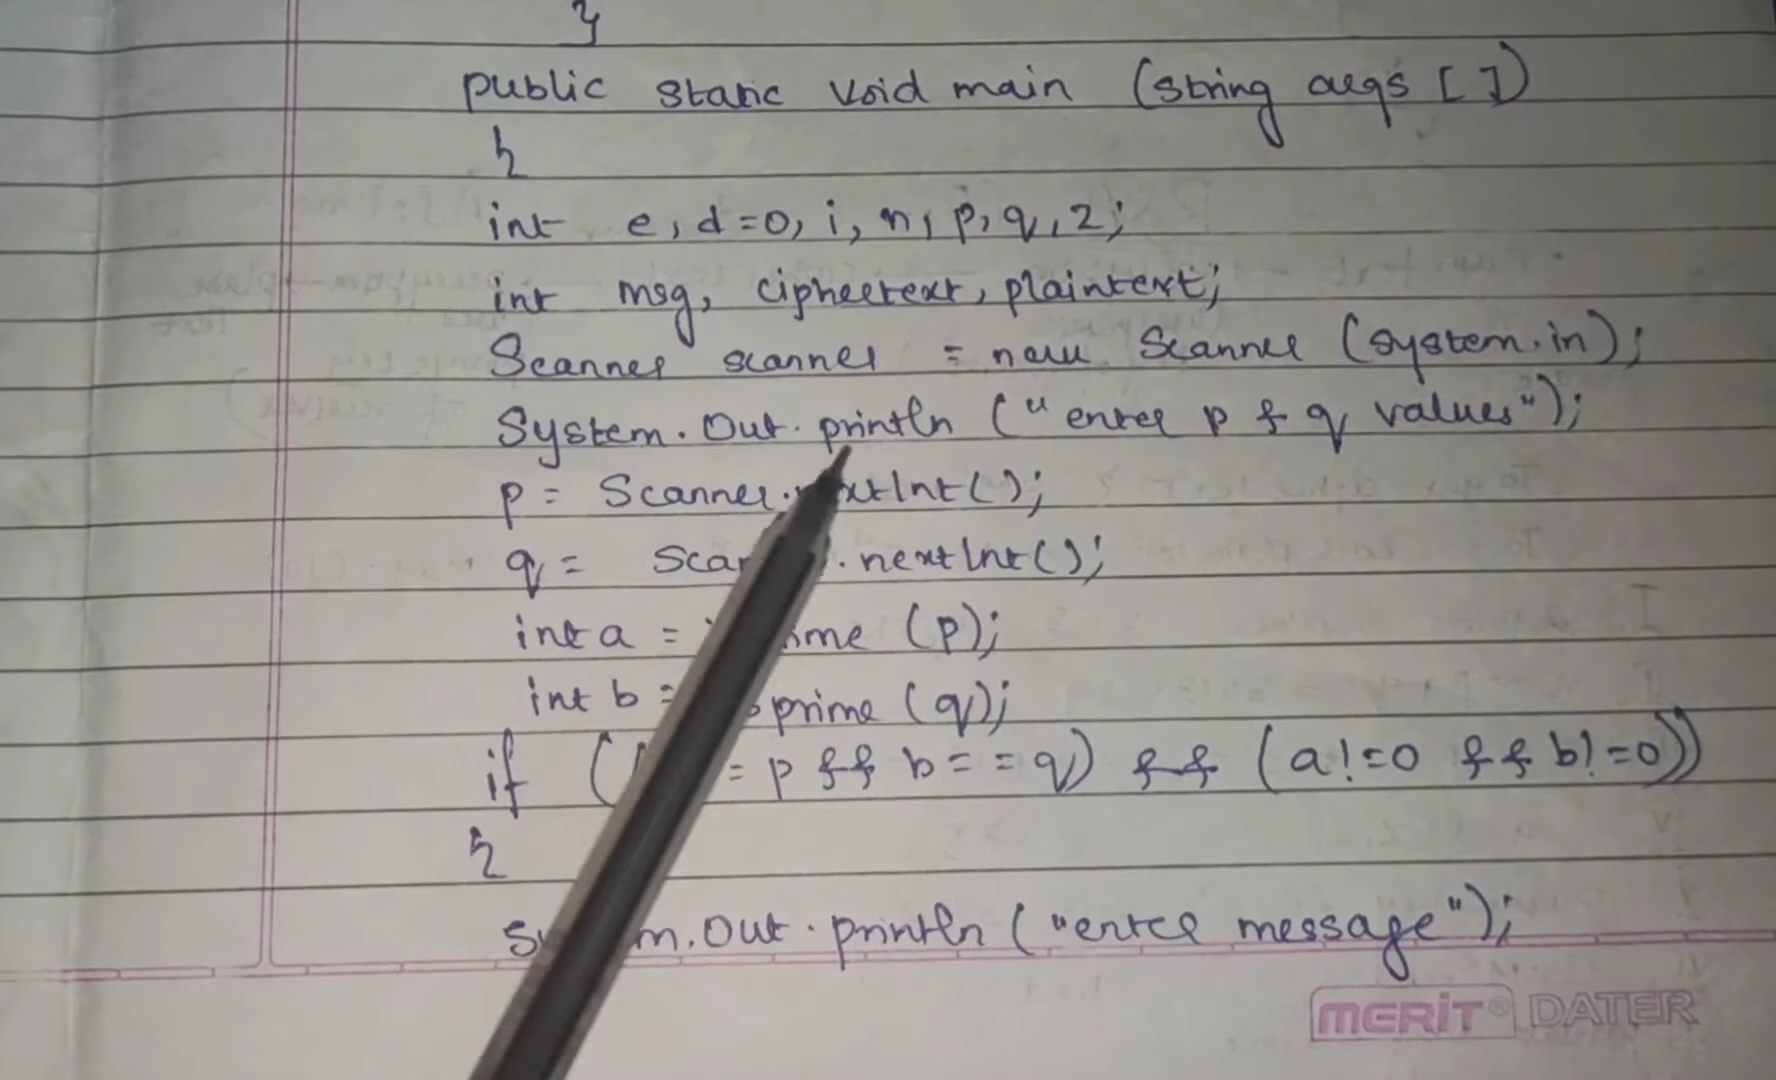 }
public static void main (string args [ ])
{
int e, d=0, i, n, p, q, z;
int msg, ciphertext, plaintext;
Scanner scanner = new Scanner (system.in);
System.Out.println ("enter p & q values");
p = Scanner.nextInt();
q = .nextInt();
int a = (p);
int b = prime (q);
if ( = p && b = = q) && (a!=0 && b!=0))
{
.Out.println ("enter message");
MERIT® DATER